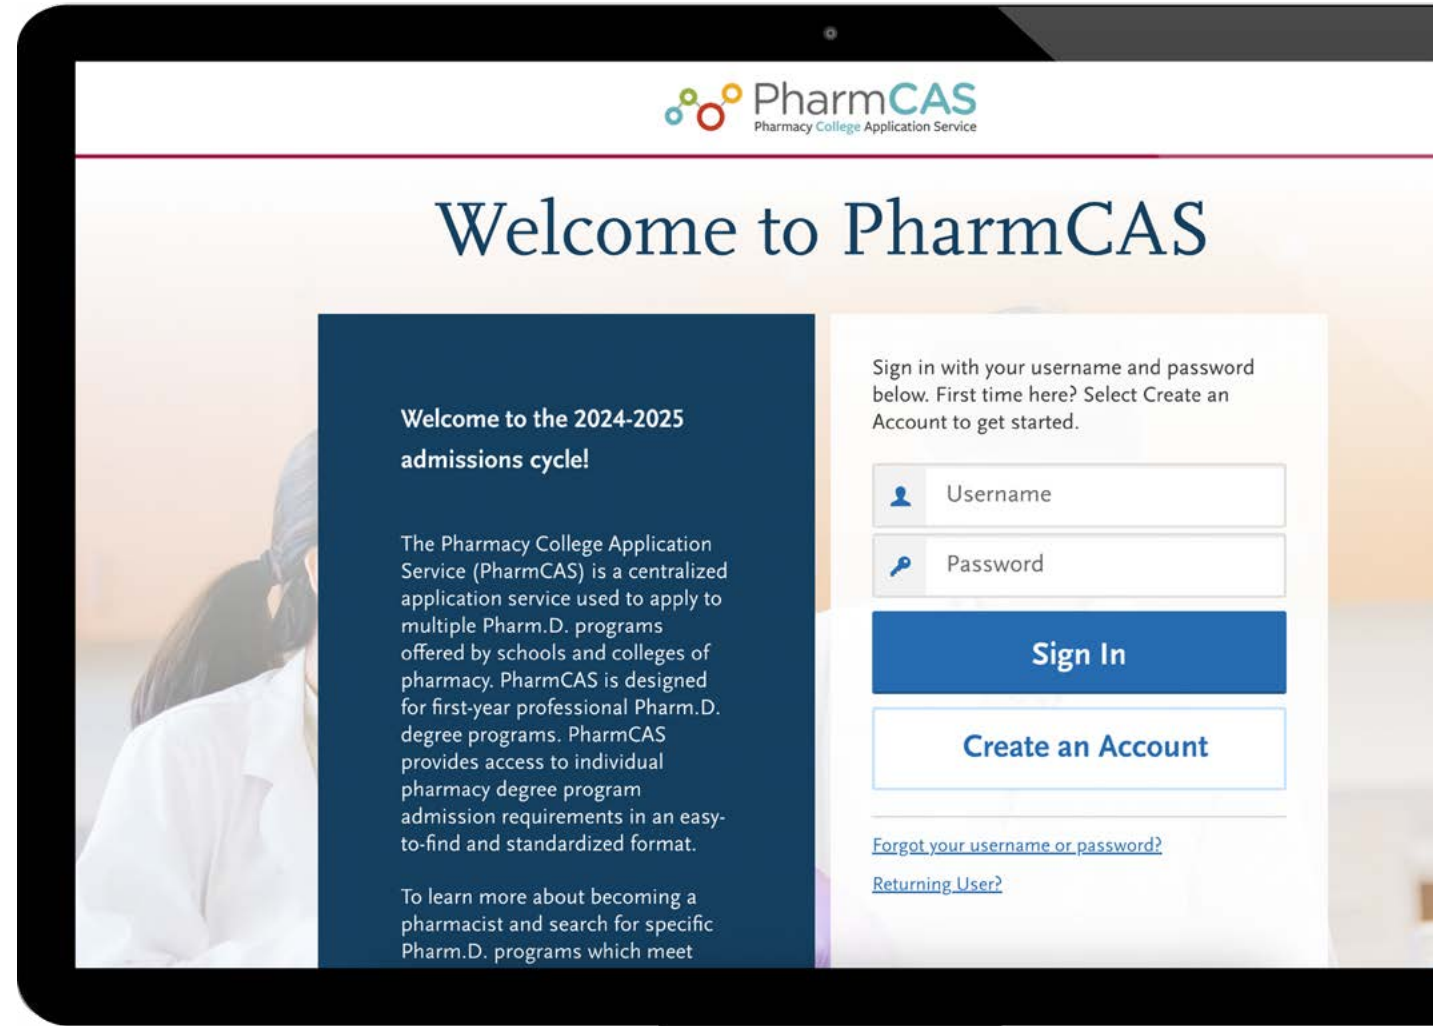 PharmCAS
Pharmacy College Application Service
Welcome to PharmCAS
Welcome to the 2024-2025
admissions cycle!
The Pharmacy College Application
Service (PharmCAS) is a centralized
application service used to apply to
multiple Pharm.D. programs
offered by schools and colleges of
pharmacy. PharmCAS is designed
for first-year professional Pharm.D.
degree programs. PharmCAS
provides access to individual
pharmacy degree program
admission requirements in an easy-
to-find and standardized format.
To learn more about becoming a
pharmacist and search for specific
Pharm.D. programs which meet
Sign in with your username and password
below. First time here? Select Create an
Account to get started.
Username
Password
Sign In
Create an Account
Forgot your username or password?
Returning User?